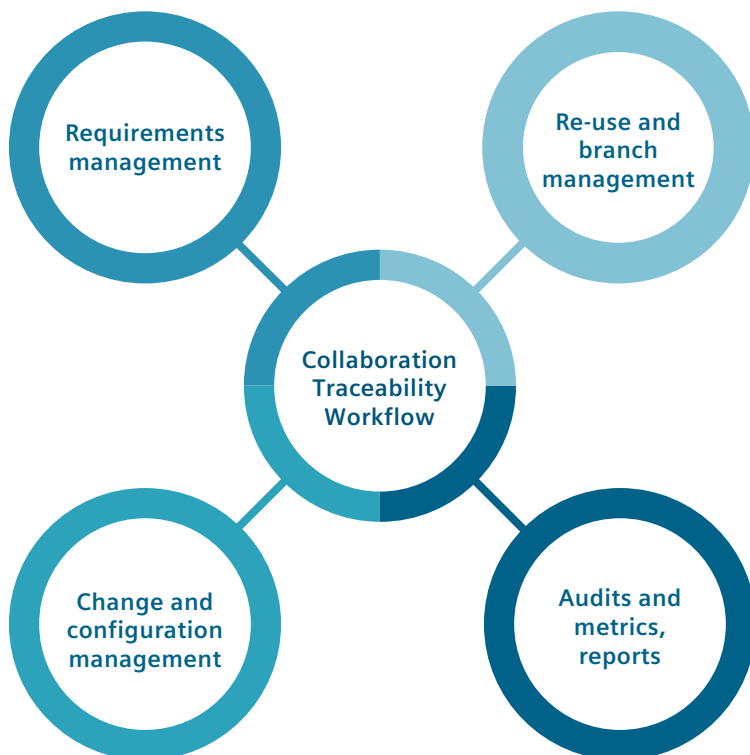 Requirements
management
Re-use and
branch
management
Collaboration
Traceability
Workflow
Change and
configuration
management
Audits and
metrics,
reports